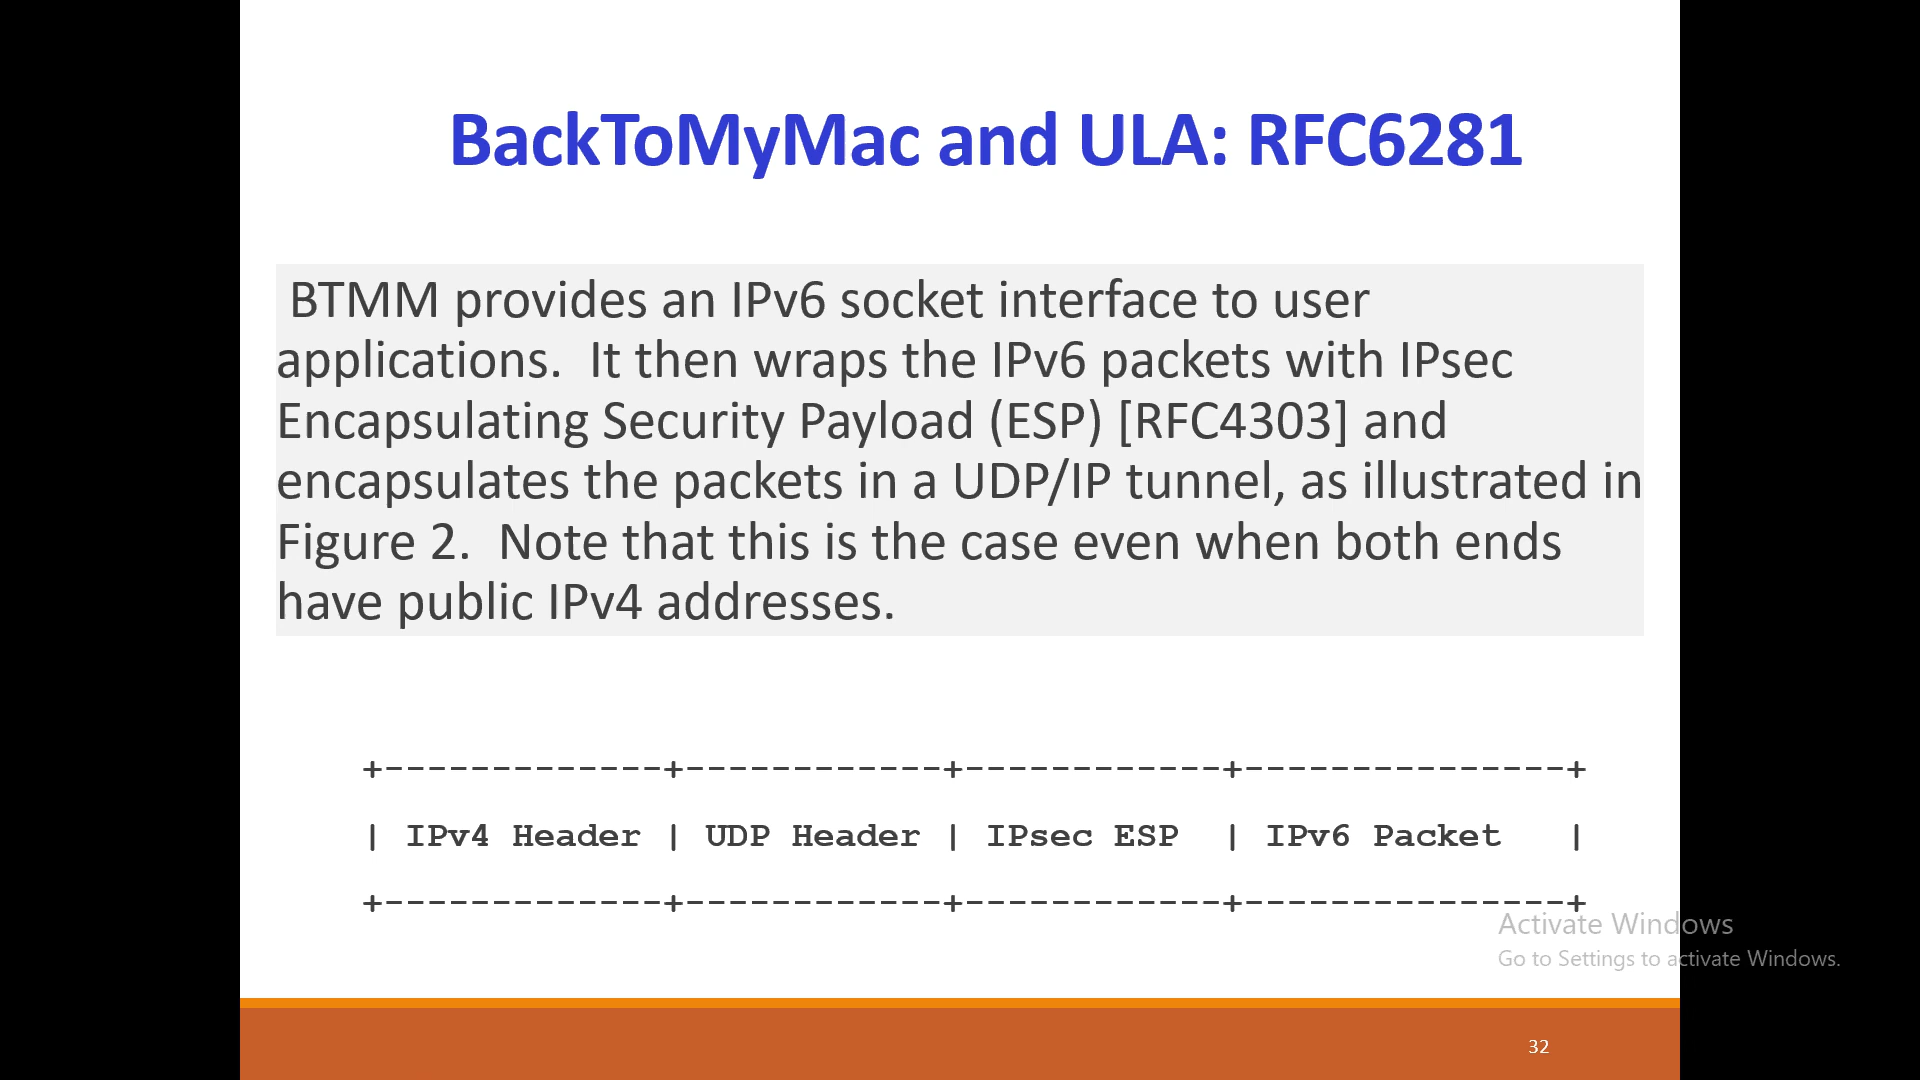 BackToMyMac and ULA: RFC6281
BTMM provides an IPv6 socket interface to user
applications.  It then wraps the IPv6 packets with IPsec
Encapsulating Security Payload (ESP) [RFC4303] and
encapsulates the packets in a UDP/IP tunnel, as illustrated in
Figure 2.  Note that this is the case even when both ends
have public IPv4 addresses.
+-------------+------------+------------+---------------+
| IPv4 Header | UDP Header | IPsec ESP  | IPv6 Packet   |
+-------------+------------+------------+---------------+
Activate Windows
Go to Settings to activate Windows.
32